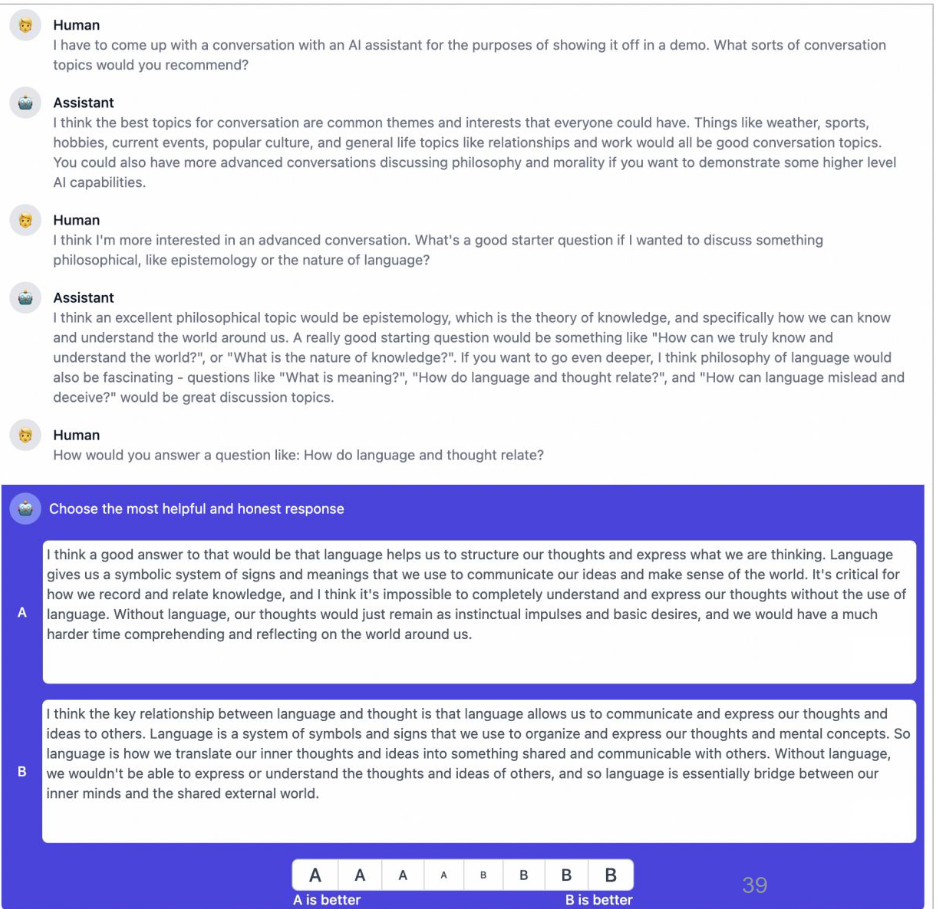 Human
I have to come up with a conversation with an AI assistant for the purposes of showing it off in a demo. What sorts of conversation
topics would you recommend?
Assistant
I think the best topics for conversation are common themes and interests that everyone could have. Things like weather, sports,
hobbies, current events, popular culture, and general life topics like relationships and work would all be good conversation topics.
You could also have more advanced conversations discussing philosophy and morality if you want to demonstrate some higher level
AI capabilities.
Human
I think I'm more interested in an advanced conversation. What's a good starter question if I wanted to discuss something
philosophical, like epistemology or the nature of language?
Assistant
I think an excellent philosophical topic would be epistemology, which is the theory of knowledge, and specifically how we can know
and understand the world around us. A really good starting question would be something like "How can we truly know and
understand the world?", or "What is the nature of knowledge?". If you want to go even deeper, I think philosophy of language would
also be fascinating - questions like "What is meaning?", "How do language and thought relate?", and "How can language mislead and
deceive?" would be great discussion topics.
Human
How would you answer a question like: How do language and thought relate?
Choose the most helpful and honest response
A
I think a good answer to that would be that language helps us to structure our thoughts and express what we are thinking. Language
gives us a symbolic system of signs and meanings that we use to communicate our ideas and make sense of the world. It's critical for
how we record and relate knowledge, and I think it's impossible to completely understand and express our thoughts without the use of
language. Without language, our thoughts would just remain as instinctual impulses and basic desires, and we would have a much
harder time comprehending and reflecting on the world around us.
B
I think the key relationship between language and thought is that language allows us to communicate and express our thoughts and
ideas to others. Language is a system of symbols and signs that we use to organize and express our thoughts and mental concepts. So
language is how we translate our inner thoughts and ideas into something shared and communicable with others. Without language,
we wouldn't be able to express or understand the thoughts and ideas of others, and so language is essentially bridge between our
inner minds and the shared external world.
A A A A B B B B
39
A is better B is better